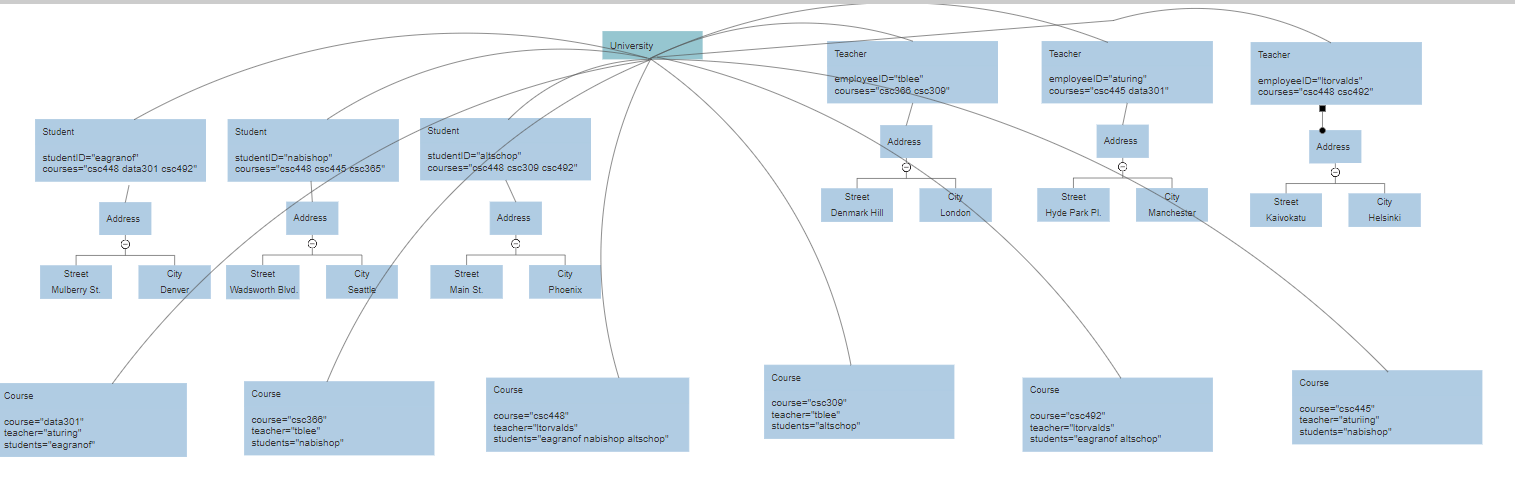 University
Teacher
employeeID="tblee"
courses="csc366 csc309"
Teacher
employeeID="aturing"
courses="csc445 data301"
Teacher
employeeID="ltorvalds"
courses="csc448 csc492"
Student
studentID="eagranof"
courses="csc448 data301 csc492"
Student
studentID="nabishop"
courses="csc448 csc445 csc365"
Student
studentID="altschop"
courses="csc448 csc309 csc492"
Address
Address
Address
Street
Denmark Hill
City
London
Street
Hyde Park Pl.
City
Manchester
Street
Kaivokatu
City
Helsinki
Address
Address
Address
Street
Mulberry St.
City
Denver
Street
Wadsworth Blvd.
City
Seattle
Street
Main St.
City
Phoenix
Course
course="data301"
teacher="aturing"
students="eagranof"
Course
course="csc366"
teacher="tblee"
students="nabishop"
Course
course="csc448"
teacher="ltorvalds"
students="eagranof nabishop altschop"
Course
course="csc309"
teacher="tblee"
students="altschop"
Course
course="csc492"
teacher="ltorvalds"
students="eagranof altschop"
Course
course="csc445"
teacher="aturiing"
students="nabishop"